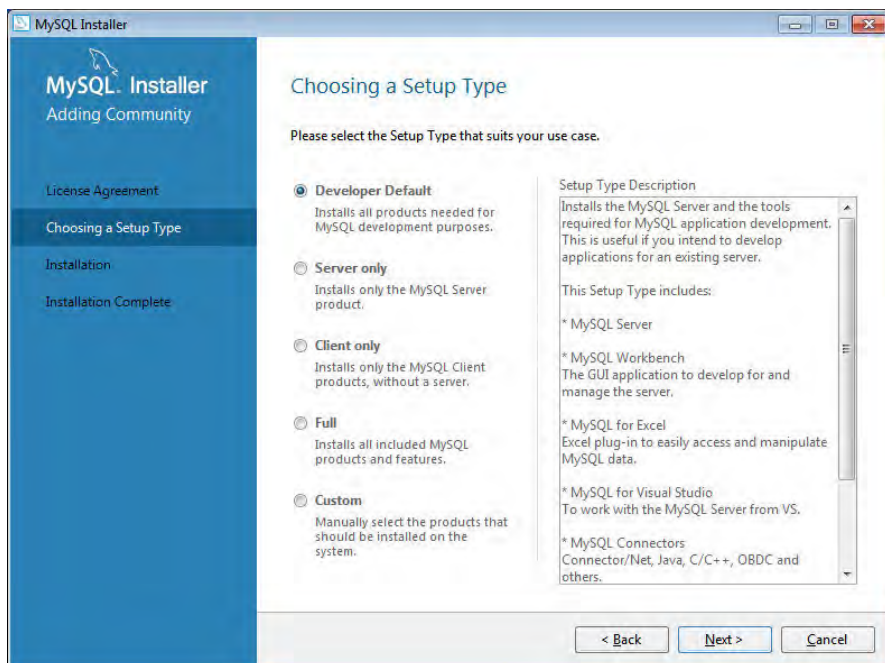 MySQL Installer
MySQL. Installer
Adding Community
License Agreement
Choosing a Setup Type
Installation
Installation Complete
Choosing a Setup Type
Please select the Setup Type that suits your use case.
Developer Default
Installs all products needed for
MySQL development purposes.
Server only
Installs only the MySQL Server
product.
Client only
Installs only the MySQL Client
products, without a server.
Full
Installs all included MySQL
products and features.
Custom
Manually select the products that
should be installed on the
system.
Setup Type Description
Installs the MySQL Server and the tools
required for MySQL application development.
This is useful if you intend to develop
applications for an existing server.
This Setup Type includes:
* MySQL Server
* MySQL Workbench
The GUI application to develop for and
manage the server.
* MySQL for Excel
Excel plug-in to easily access and manipulate
MySQL data.
* MySQL for Visual Studio
To work with the MySQL Server from VS.
* MySQL Connectors
Connector/Net, Java, C/C++, OBDC and
others.
< Back
Next >
Cancel